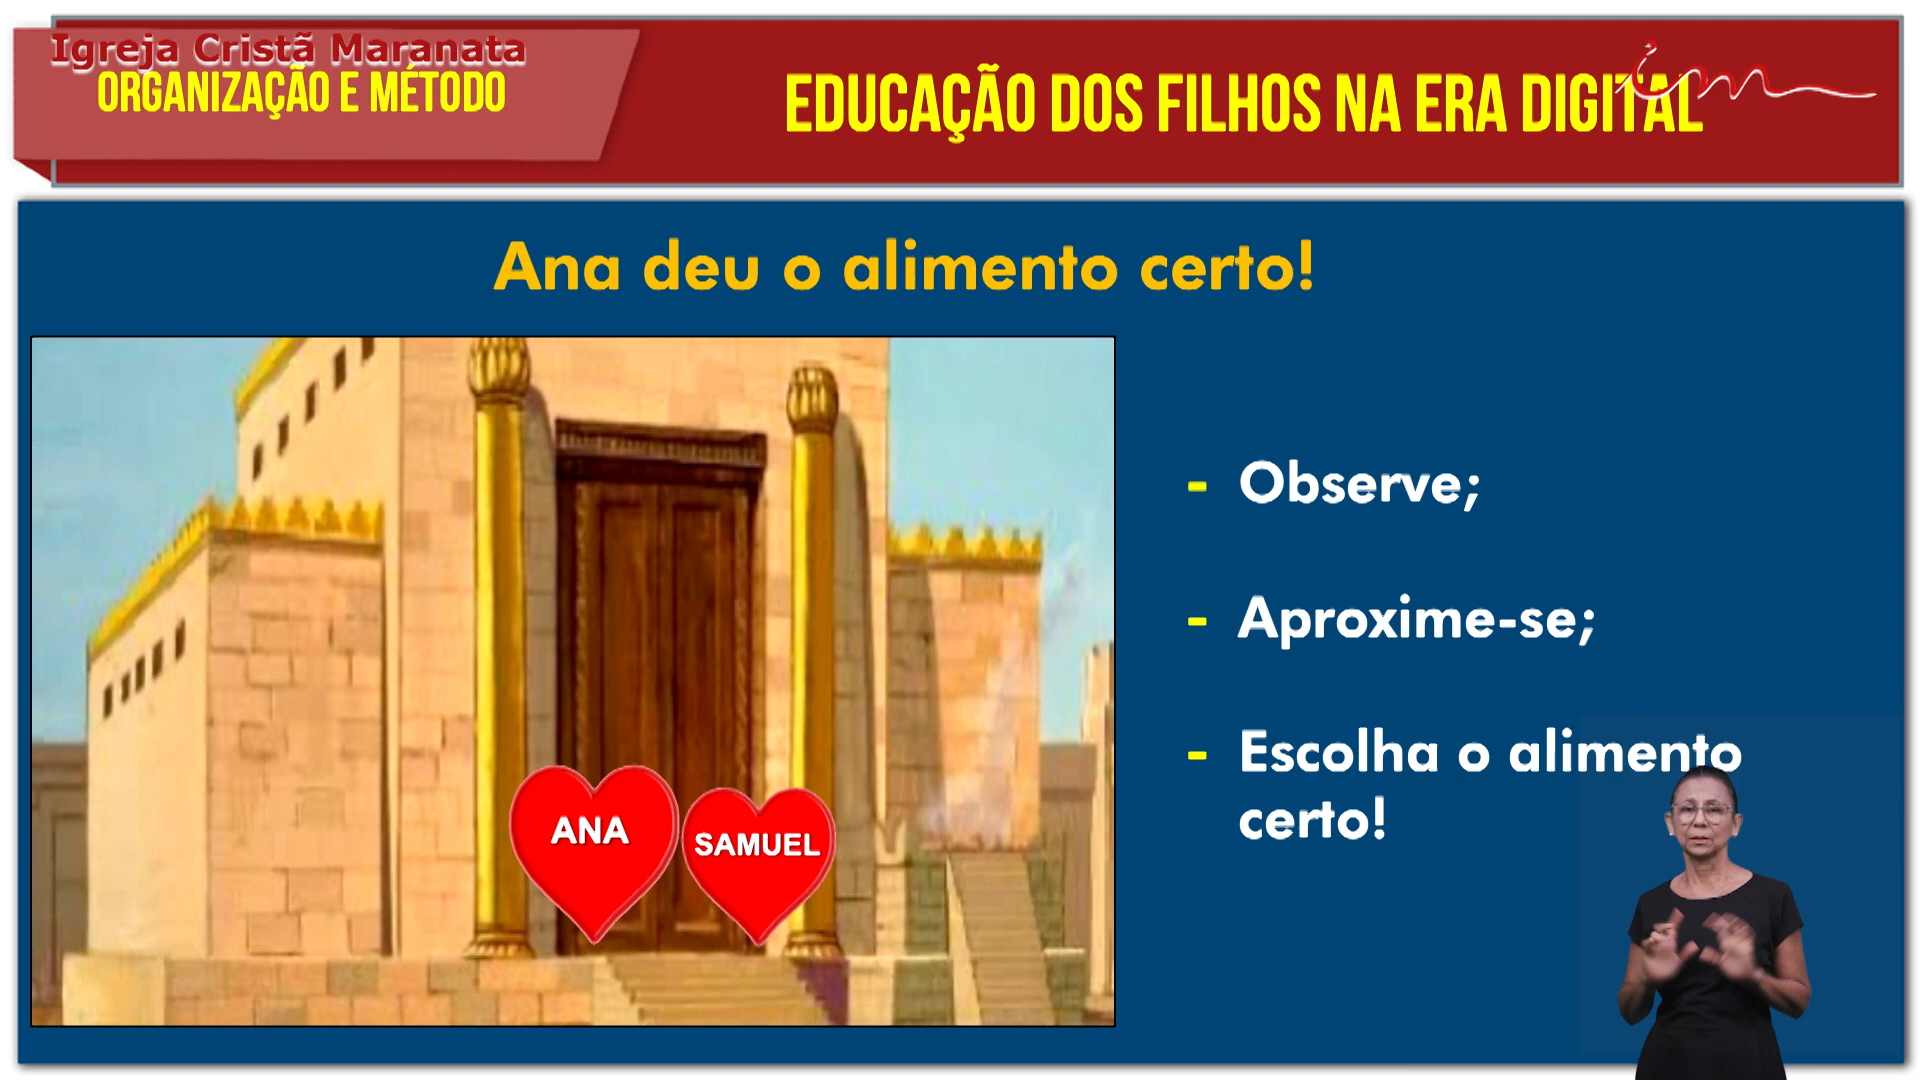 Igreja Cristã Maranata
ORGANIZAÇÃO E MÉTODO
EDUCAÇÃO DOS FILHOS NA ERA DIGITAL
im
Ana deu o alimento certo!
ANA
SAMUEL
- Observe;
- Aproxime-se;
- Escolha o alimento
certo!